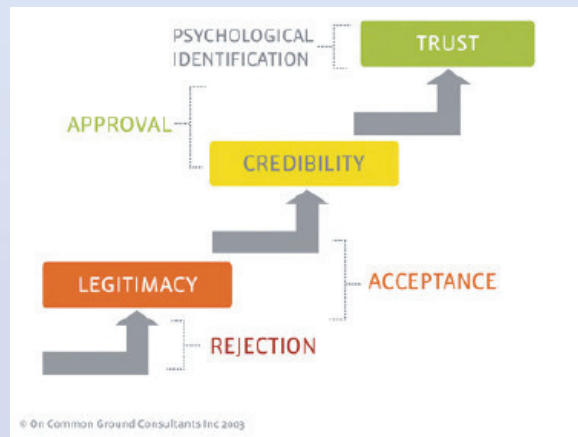 PSYCHOLOGICAL
IDENTIFICATION
TRUST
APPROVAL
CREDIBILITY
LEGITIMACY
ACCEPTANCE
REJECTION
© On Common Ground Consultants Inc 2003